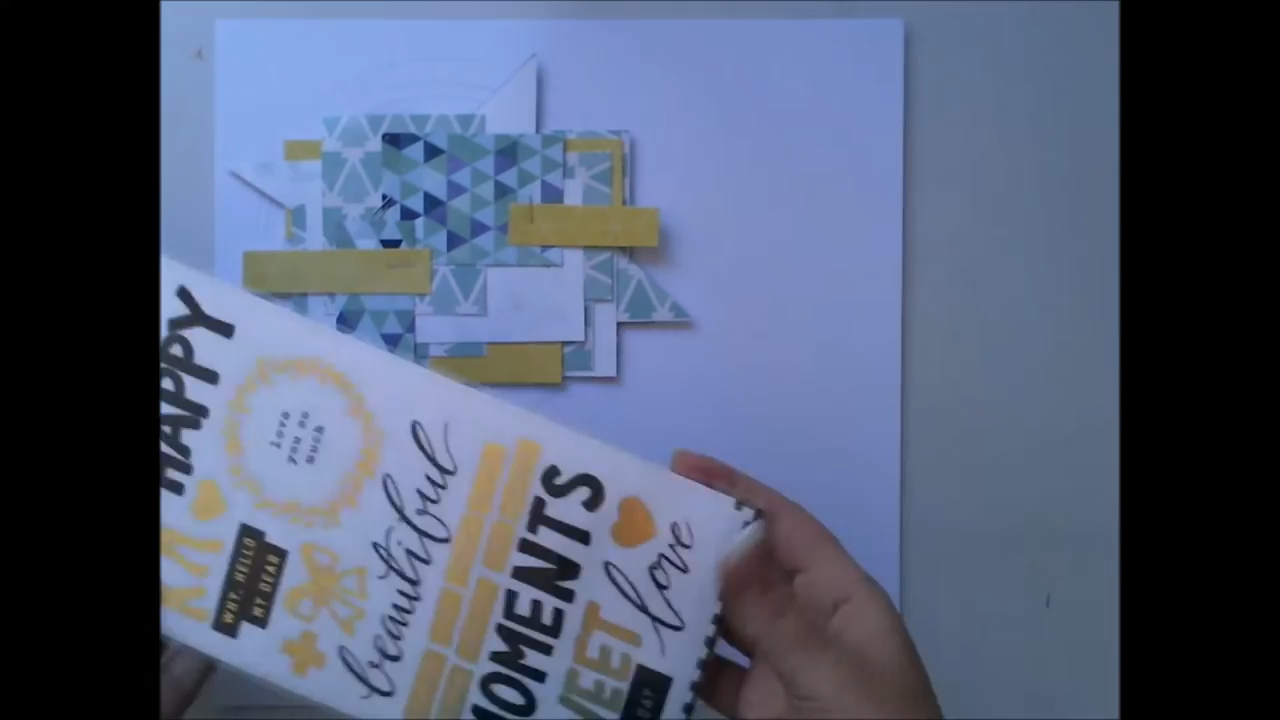 HAPPY
love
you so
much
WHY, HELLO
MY DEAR
beautiful
MOMENTS
love